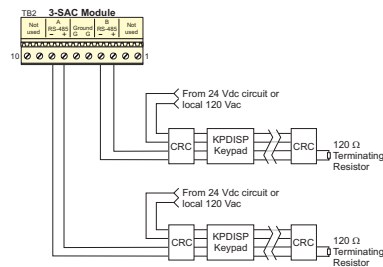 TB2 3-SAC Module
Not used
A RS-485
Ground
B RS-485
Not used
− + G G − +
10 1
From 24 Vdc circuit or
local 120 Vac
CRC
KPDISP
Keypad
CRC
120 Ω
Terminating
Resistor
From 24 Vdc circuit or
local 120 Vac
CRC
KPDISP
Keypad
CRC
120 Ω
Terminating
Resistor